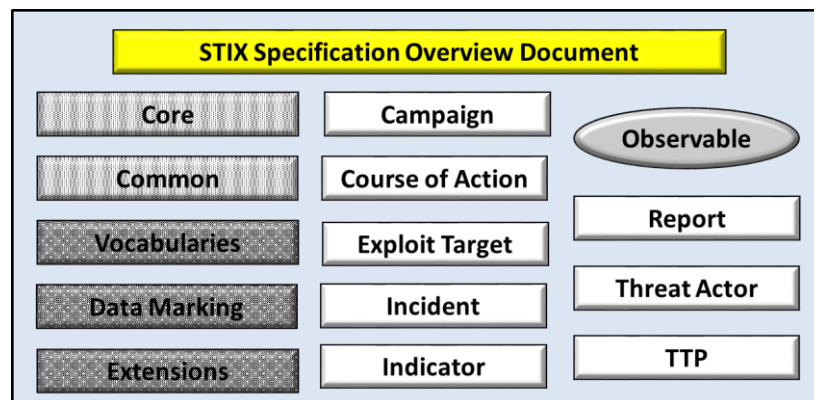 STIX Specification Overview Document
Core
Common
Vocabularies
Data Marking
Extensions
Campaign
Course of Action
Exploit Target
Incident
Indicator
Observable
Report
Threat Actor
TTP